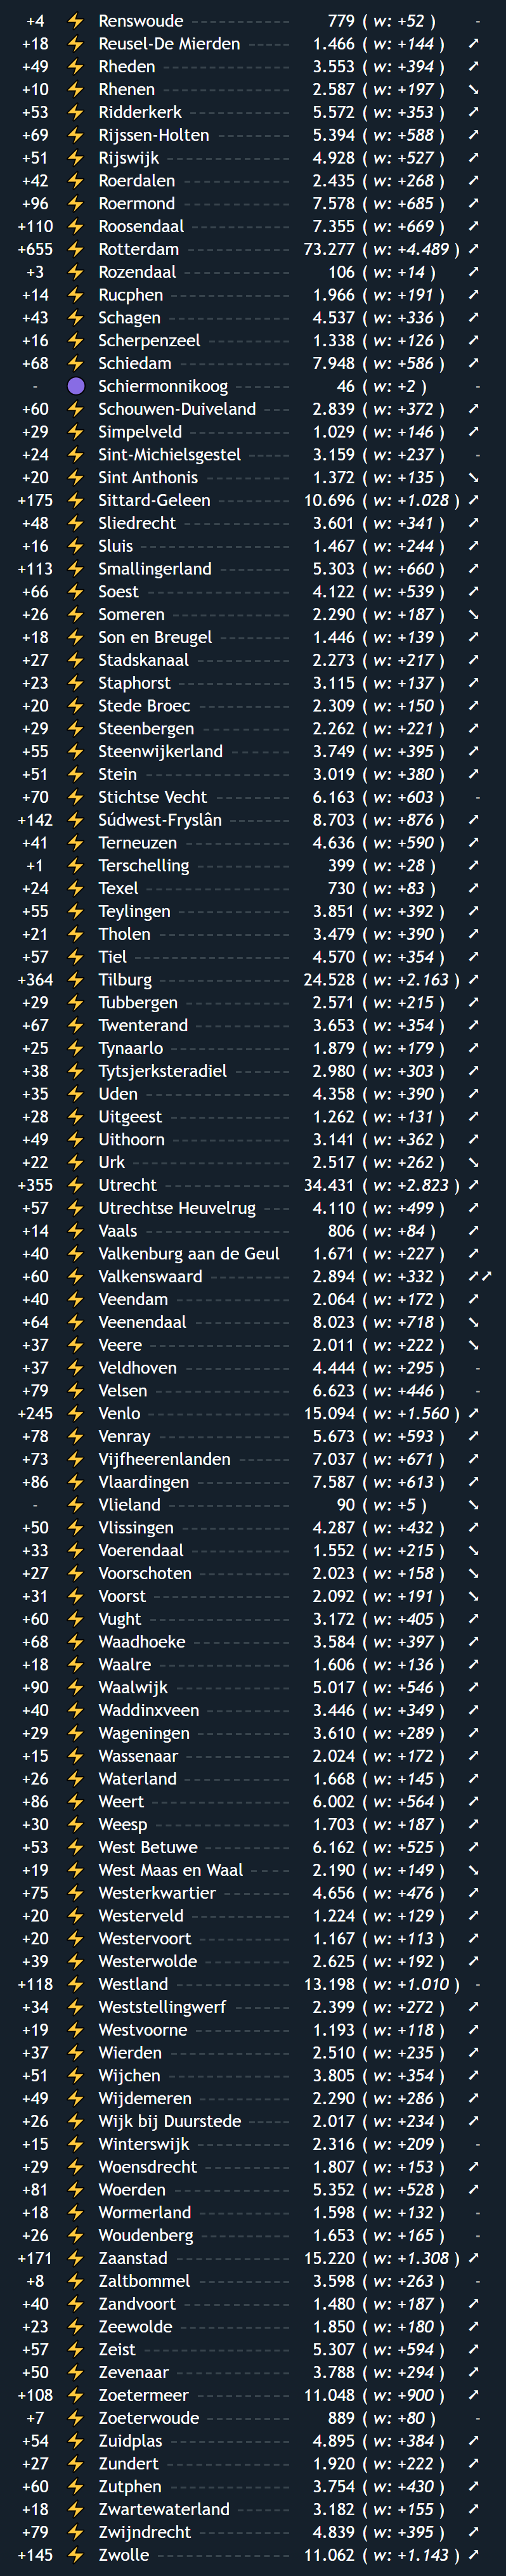 +4 ⚡ Renswoude 779 ( w: +52 ) -
+18 ⚡ Reusel-De Mierden 1.466 ( w: +144 ) ↗
+49 ⚡ Rheden 3.553 ( w: +394 ) ↗
+10 ⚡ Rhenen 2.587 ( w: +197 ) ↘
+53 ⚡ Ridderkerk 5.572 ( w: +353 ) ↗
+69 ⚡ Rijssen-Holten 5.394 ( w: +588 ) ↗
+51 ⚡ Rijswijk 4.928 ( w: +527 ) ↗
+42 ⚡ Roerdalen 2.435 ( w: +268 ) ↗
+96 ⚡ Roermond 7.578 ( w: +685 ) ↗
+110 ⚡ Roosendaal 7.355 ( w: +669 ) ↗
+655 ⚡ Rotterdam 73.277 ( w: +4.489 ) ↗
+3 ⚡ Rozendaal 106 ( w: +14 ) ↗
+14 ⚡ Rucphen 1.966 ( w: +191 ) ↗
+43 ⚡ Schagen 4.537 ( w: +336 ) ↗
+16 ⚡ Scherpenzeel 1.338 ( w: +126 ) ↗
+68 ⚡ Schiedam 7.948 ( w: +586 ) ↗
- 🟣 Schiermonnikoog 46 ( w: +2 ) -
+60 ⚡ Schouwen-Duiveland 2.839 ( w: +372 ) ↗
+29 ⚡ Simpelveld 1.029 ( w: +146 ) ↗
+24 ⚡ Sint-Michielsgestel 3.159 ( w: +237 ) -
+20 ⚡ Sint Anthonis 1.372 ( w: +135 ) ↘
+175 ⚡ Sittard-Geleen 10.696 ( w: +1.028 ) ↗
+48 ⚡ Sliedrecht 3.601 ( w: +341 ) ↗
+16 ⚡ Sluis 1.467 ( w: +244 ) ↗
+113 ⚡ Smallingerland 5.303 ( w: +660 ) ↗
+66 ⚡ Soest 4.122 ( w: +539 ) ↗
+26 ⚡ Someren 2.290 ( w: +187 ) ↘
+18 ⚡ Son en Breugel 1.446 ( w: +139 ) ↗
+27 ⚡ Stadskanaal 2.273 ( w: +217 ) ↗
+23 ⚡ Staphorst 3.115 ( w: +137 ) ↗
+20 ⚡ Stede Broec 2.309 ( w: +150 ) ↗
+29 ⚡ Steenbergen 2.262 ( w: +221 ) ↗
+55 ⚡ Steenwijkerland 3.749 ( w: +395 ) ↗
+51 ⚡ Stein 3.019 ( w: +380 ) ↗
+70 ⚡ Stichtse Vecht 6.163 ( w: +603 ) -
+142 ⚡ Súdwest-Fryslân 8.703 ( w: +876 ) ↗
+41 ⚡ Terneuzen 4.636 ( w: +590 ) ↗
+1 ⚡ Terschelling 399 ( w: +28 ) ↗
+24 ⚡ Texel 730 ( w: +83 ) ↗
+55 ⚡ Teylingen 3.851 ( w: +392 ) ↗
+21 ⚡ Tholen 3.479 ( w: +390 ) ↗
+57 ⚡ Tiel 4.570 ( w: +354 ) ↗
+364 ⚡ Tilburg 24.528 ( w: +2.163 ) ↗
+29 ⚡ Tubbergen 2.571 ( w: +215 ) ↗
+67 ⚡ Twenterand 3.653 ( w: +354 ) ↗
+25 ⚡ Tynaarlo 1.879 ( w: +179 ) ↗
+38 ⚡ Tytsjerksteradiel 2.980 ( w: +303 ) ↗
+35 ⚡ Uden 4.358 ( w: +390 ) ↗
+28 ⚡ Uitgeest 1.262 ( w: +131 ) ↗
+49 ⚡ Uithoorn 3.141 ( w: +362 ) ↗
+22 ⚡ Urk 2.517 ( w: +262 ) ↘
+355 ⚡ Utrecht 34.431 ( w: +2.823 ) ↗
+57 ⚡ Utrechtse Heuvelrug 4.110 ( w: +499 ) ↗
+14 ⚡ Vaals 806 ( w: +84 ) ↗
+40 ⚡ Valkenburg aan de Geul 1.671 ( w: +227 ) ↗
+60 ⚡ Valkenswaard 2.894 ( w: +332 ) ↗↗
+40 ⚡ Veendam 2.064 ( w: +172 ) ↗
+64 ⚡ Veenendaal 8.023 ( w: +718 ) ↘
+37 ⚡ Veere 2.011 ( w: +222 ) ↘
+37 ⚡ Veldhoven 4.444 ( w: +295 ) -
+79 ⚡ Velsen 6.623 ( w: +446 ) -
+245 ⚡ Venlo 15.094 ( w: +1.560 ) ↗
+78 ⚡ Venray 5.673 ( w: +593 ) ↗
+73 ⚡ Vijfheerenlanden 7.037 ( w: +671 ) ↗
+86 ⚡ Vlaardingen 7.587 ( w: +613 ) ↗
- ⚡ Vlieland 90 ( w: +5 ) ↘
+50 ⚡ Vlissingen 4.287 ( w: +432 ) ↗
+33 ⚡ Voerendaal 1.552 ( w: +215 ) ↘
+27 ⚡ Voorschoten 2.023 ( w: +158 ) ↘
+31 ⚡ Voorst 2.092 ( w: +191 ) ↘
+60 ⚡ Vught 3.172 ( w: +405 ) ↗
+68 ⚡ Waadhoeke 3.584 ( w: +397 ) ↗
+18 ⚡ Waalre 1.606 ( w: +136 ) ↗
+90 ⚡ Waalwijk 5.017 ( w: +546 ) ↗
+40 ⚡ Waddinxveen 3.446 ( w: +349 ) ↗
+29 ⚡ Wageningen 3.610 ( w: +289 ) ↗
+15 ⚡ Wassenaar 2.024 ( w: +172 ) ↗
+26 ⚡ Waterland 1.668 ( w: +145 ) ↗
+86 ⚡ Weert 6.002 ( w: +564 ) ↗
+30 ⚡ Weesp 1.703 ( w: +187 ) ↗
+53 ⚡ West Betuwe 6.162 ( w: +525 ) ↗
+19 ⚡ West Maas en Waal 2.190 ( w: +149 ) ↘
+75 ⚡ Westerkwartier 4.656 ( w: +476 ) ↗
+20 ⚡ Westerveld 1.224 ( w: +129 ) ↗
+20 ⚡ Westervoort 1.167 ( w: +113 ) ↗
+39 ⚡ Westerwolde 2.625 ( w: +192 ) ↗
+118 ⚡ Westland 13.198 ( w: +1.010 ) -
+34 ⚡ Weststellingwerf 2.399 ( w: +272 ) ↗
+19 ⚡ Westvoorne 1.193 ( w: +118 ) ↗
+37 ⚡ Wierden 2.510 ( w: +235 ) ↗
+51 ⚡ Wijchen 3.805 ( w: +354 ) ↗
+49 ⚡ Wijdemeren 2.290 ( w: +286 ) ↗
+26 ⚡ Wijk bij Duurstede 2.017 ( w: +234 ) ↗
+15 ⚡ Winterswijk 2.316 ( w: +209 ) -
+29 ⚡ Woensdrecht 1.807 ( w: +153 ) ↗
+81 ⚡ Woerden 5.352 ( w: +528 ) ↗
+18 ⚡ Wormerland 1.598 ( w: +132 ) -
+26 ⚡ Woudenberg 1.653 ( w: +165 ) -
+171 ⚡ Zaanstad 15.220 ( w: +1.308 ) ↗
+8 ⚡ Zaltbommel 3.598 ( w: +263 ) -
+40 ⚡ Zandvoort 1.480 ( w: +187 ) ↗
+23 ⚡ Zeewolde 1.850 ( w: +180 ) ↗
+57 ⚡ Zeist 5.307 ( w: +594 ) ↗
+50 ⚡ Zevenaar 3.788 ( w: +294 ) ↗
+108 ⚡ Zoetermeer 11.048 ( w: +900 ) ↗
+7 ⚡ Zoeterwoude 889 ( w: +80 ) -
+54 ⚡ Zuidplas 4.895 ( w: +384 ) ↗
+27 ⚡ Zundert 1.920 ( w: +222 ) ↗
+60 ⚡ Zutphen 3.754 ( w: +430 ) ↗
+18 ⚡ Zwartewaterland 3.182 ( w: +155 ) ↗
+79 ⚡ Zwijndrecht 4.839 ( w: +395 ) ↗
+145 ⚡ Zwolle 11.062 ( w: +1.143 ) ↗